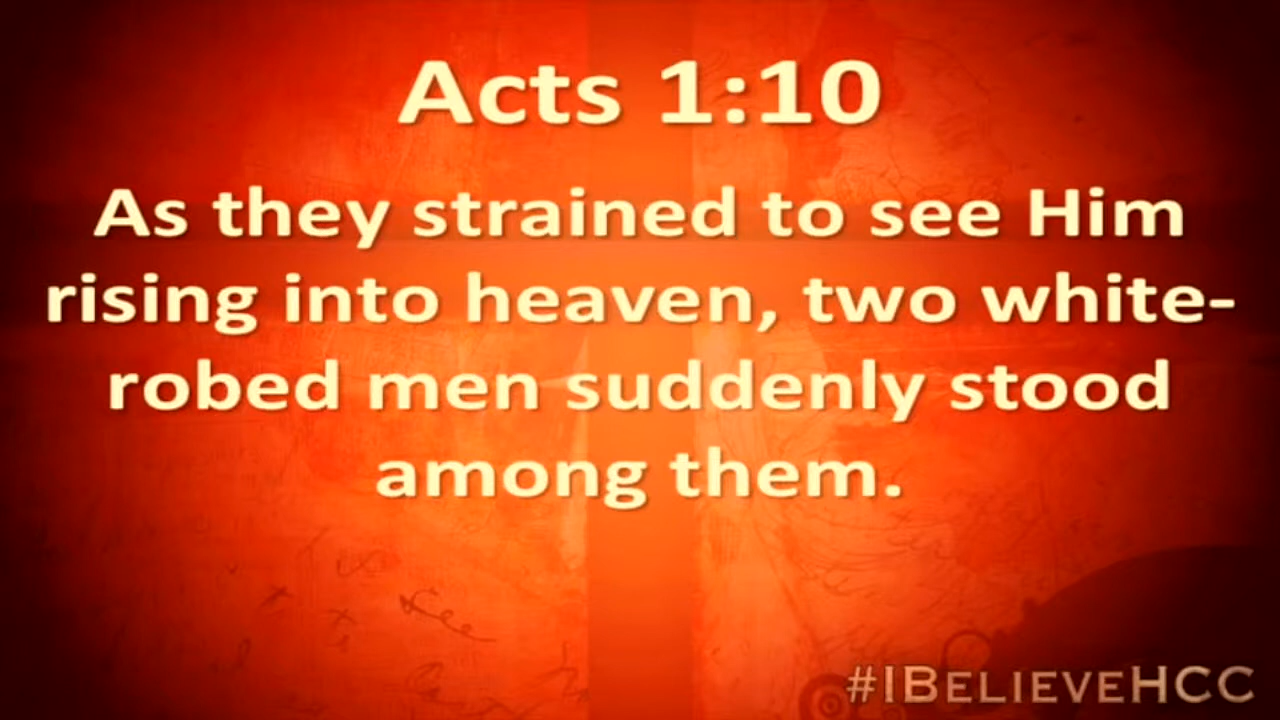 Acts 1:10
As they strained to see Him
rising into heaven, two white-
robed men suddenly stood
among them.
#IBelieveHCC